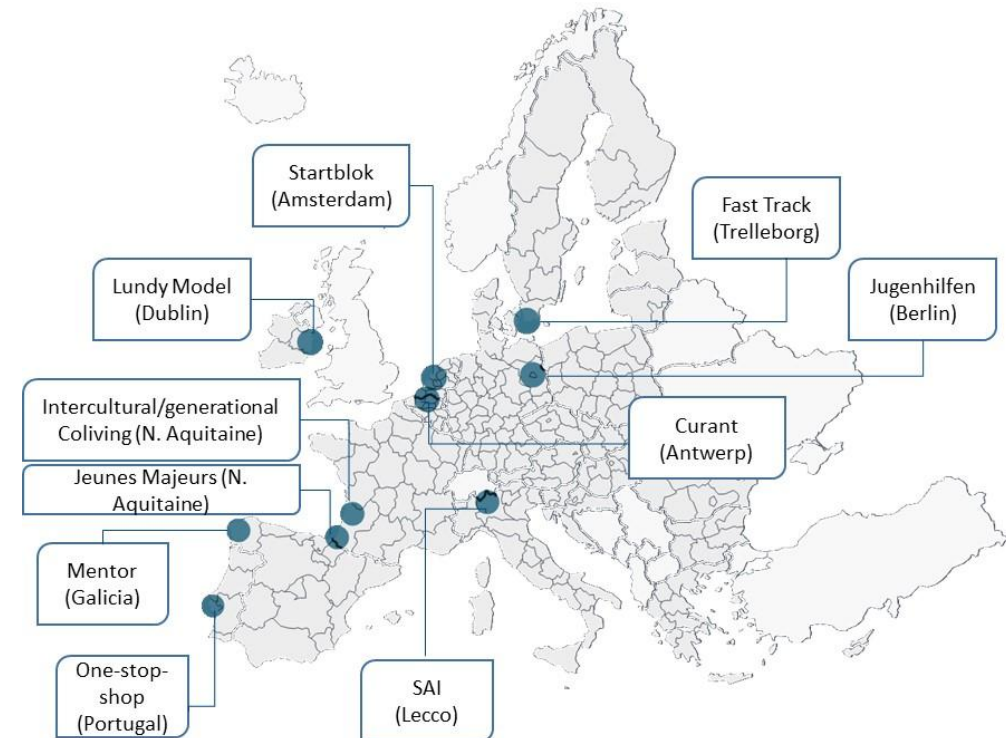 Startblok
(Amsterdam)
Fast Track
(Trelleborg)
Lundy Model
(Dublin)
Jugenhilfen
(Berlin)
Intercultural/generational
Coliving (N. Aquitaine)
Curant
(Antwerp)
Jeunes Majeurs (N.
Aquitaine)
Mentor
(Galicia)
One-stop-
shop
(Portugal)
SAI
(Lecco)